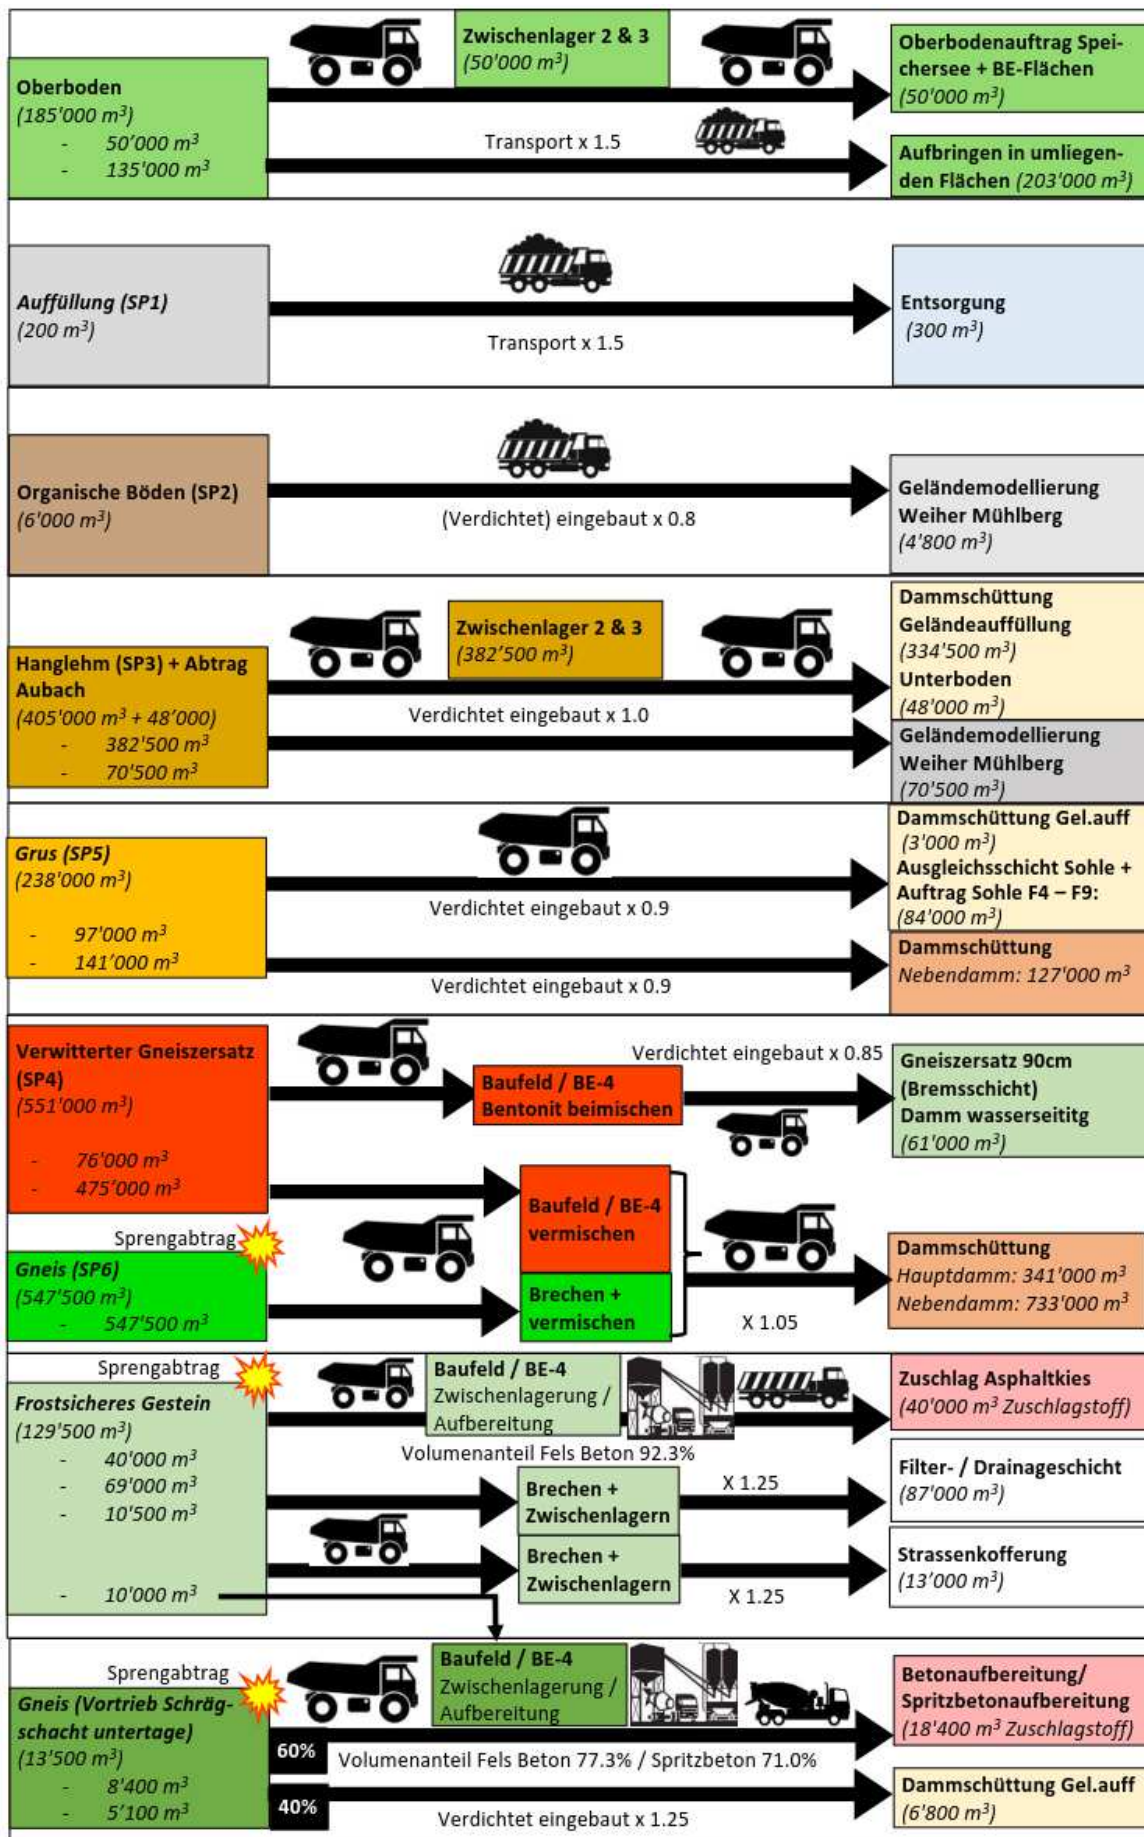 Oberboden
(185'000 m³)
- 50'000 m³
- 135'000 m³
Zwischenlager 2 & 3
(50'000 m³)
Transport x 1.5
Oberbodenauftrag Spei-
chersee + BE-Flächen
(50'000 m³)
Aufbringen in umliegen-
den Flächen (203'000 m³)
Auffüllung (SP1)
(200 m³)
Transport x 1.5
Entsorgung
(300 m³)
Organische Böden (SP2)
(6'000 m³)
(Verdichtet) eingebaut x 0.8
Geländemodellierung
Weiher Mühlberg
(4'800 m³)
Hanglehm (SP3) + Abtrag
Aubach
(405'000 m³ + 48'000)
- 382'500 m³
- 70'500 m³
Zwischenlager 2 & 3
(382'500 m³)
Verdichtet eingebaut x 1.0
Dammschüttung
Geländeauffüllung
(334'500 m³)
Unterboden
(48'000 m³)
Geländemodellierung
Weiher Mühlberg
(70'500 m³)
Grus (SP5)
(238'000 m³)
- 97'000 m³
- 141'000 m³
Verdichtet eingebaut x 0.9
Verdichtet eingebaut x 0.9
Dammschüttung Gel.auff
(3'000 m³)
Ausgleichsschicht Sohle +
Auftrag Sohle F4 – F9:
(84'000 m³)
Dammschüttung
Nebendamm: 127'000 m³
Verwitterter Gneiszersatz
(SP4)
(551'000 m³)
- 76'000 m³
- 475'000 m³
Baufeld / BE-4
Bentonit beimischen
Verdichtet eingebaut x 0.85
Gneiszersatz 90cm
(Bremsschicht)
Damm wasserseititg
(61'000 m³)
Sprengabtrag
Gneis (SP6)
(547'500 m³)
- 547'500 m³
Baufeld / BE-4
vermischen
Brechen +
vermischen
X 1.05
Dammschüttung
Hauptdamm: 341'000 m³
Nebendamm: 733'000 m³
Sprengabtrag
Frostsicheres Gestein
(129'500 m³)
- 40'000 m³
- 69'000 m³
- 10'500 m³
- 10'000 m³
Baufeld / BE-4
Zwischenlagerung /
Aufbereitung
Volumenanteil Fels Beton 92.3%
Brechen +
Zwischenlagern
X 1.25
Brechen +
Zwischenlagern
X 1.25
Zuschlag Asphaltkies
(40'000 m³ Zuschlagstoff)
Filter- / Drainageschicht
(87'000 m³)
Strassenkofferung
(13'000 m³)
Sprengabtrag
Gneis (Vortrieb Schräg-
schacht untertage)
(13'500 m³)
- 8'400 m³
- 5'100 m³
60%
40%
Baufeld / BE-4
Zwischenlagerung /
Aufbereitung
Volumenanteil Fels Beton 77.3% / Spritzbeton 71.0%
Verdichtet eingebaut x 1.25
Betonaufbereitung/
Spritzbetonaufbereitung
(18'400 m³ Zuschlagstoff)
Dammschüttung Gel.auff
(6'800 m³)